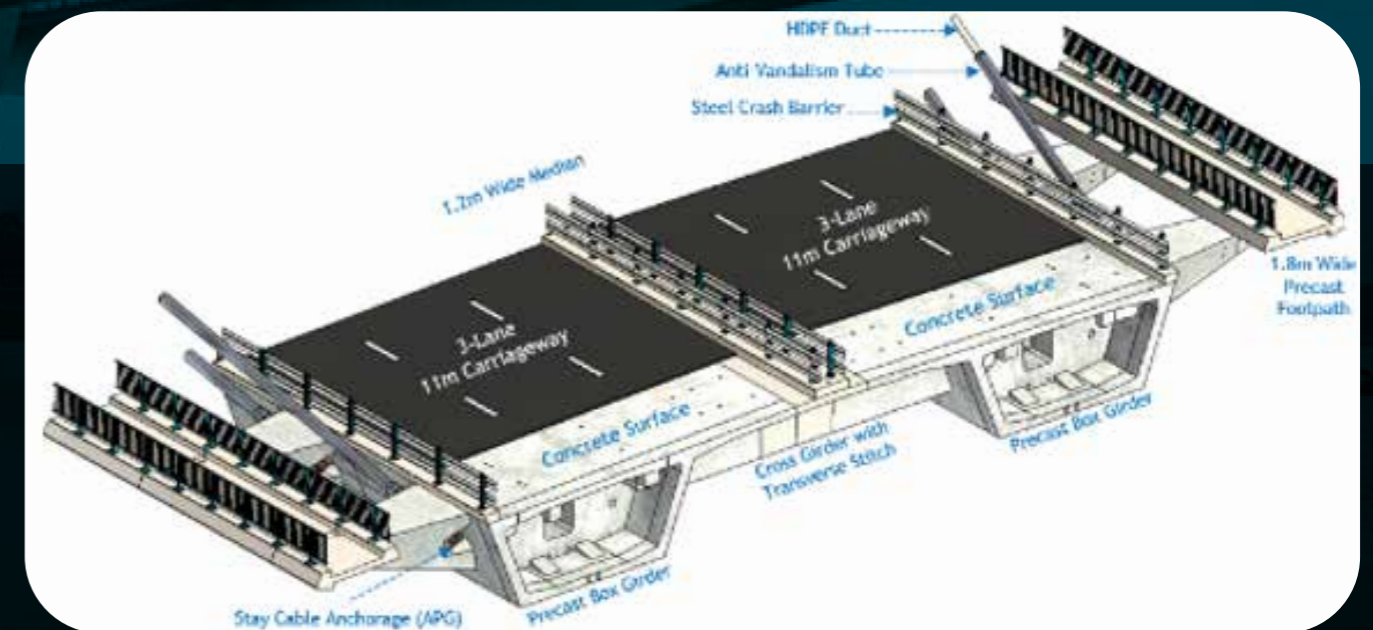 HDPE Duct
Anti Vandalism Tube
Steel Crash Barrier
1.2m Wide Median
3-Lane
11m Carriageway
1.8m Wide
Precast
Footpath
Concrete Surface
3-Lane
11m Carriageway
Concrete Surface
Precast Box Girder
Cross Girder with
Transverse Stitch
Precast Box Girder
Stay Cable Anchorage (APG)